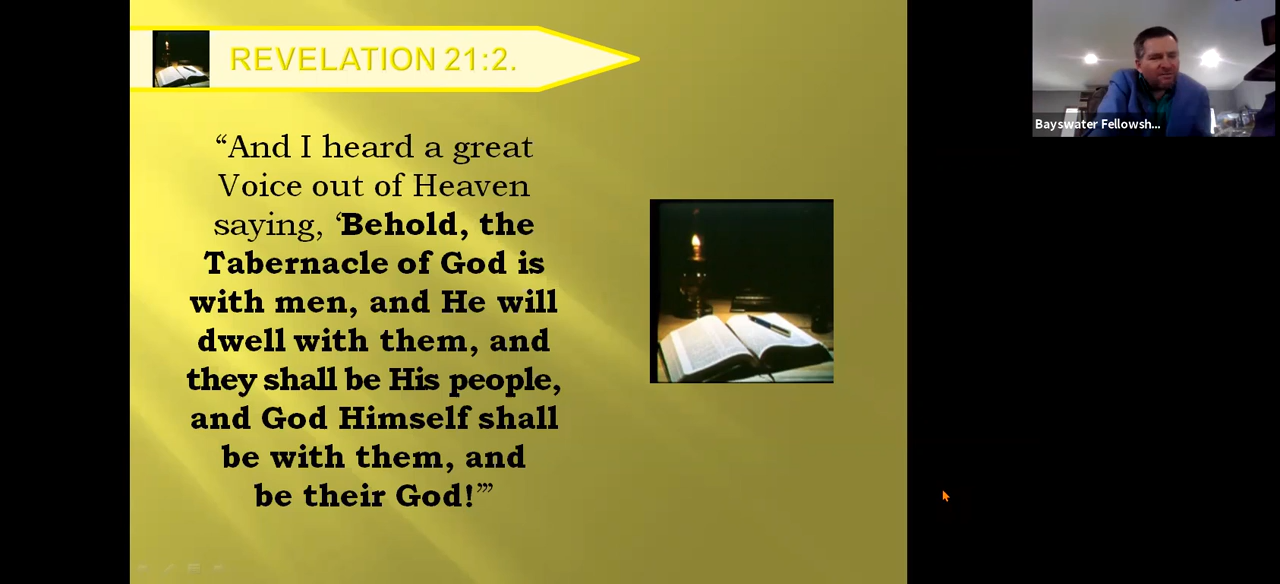 REVELATION 21:2.
“And I heard a great
Voice out of Heaven
saying, ‘Behold, the
Tabernacle of God is
with men, and He will
dwell with them, and
they shall be His people,
and God Himself shall
be with them, and
be their God!’”
Bayswater Fellowsh...